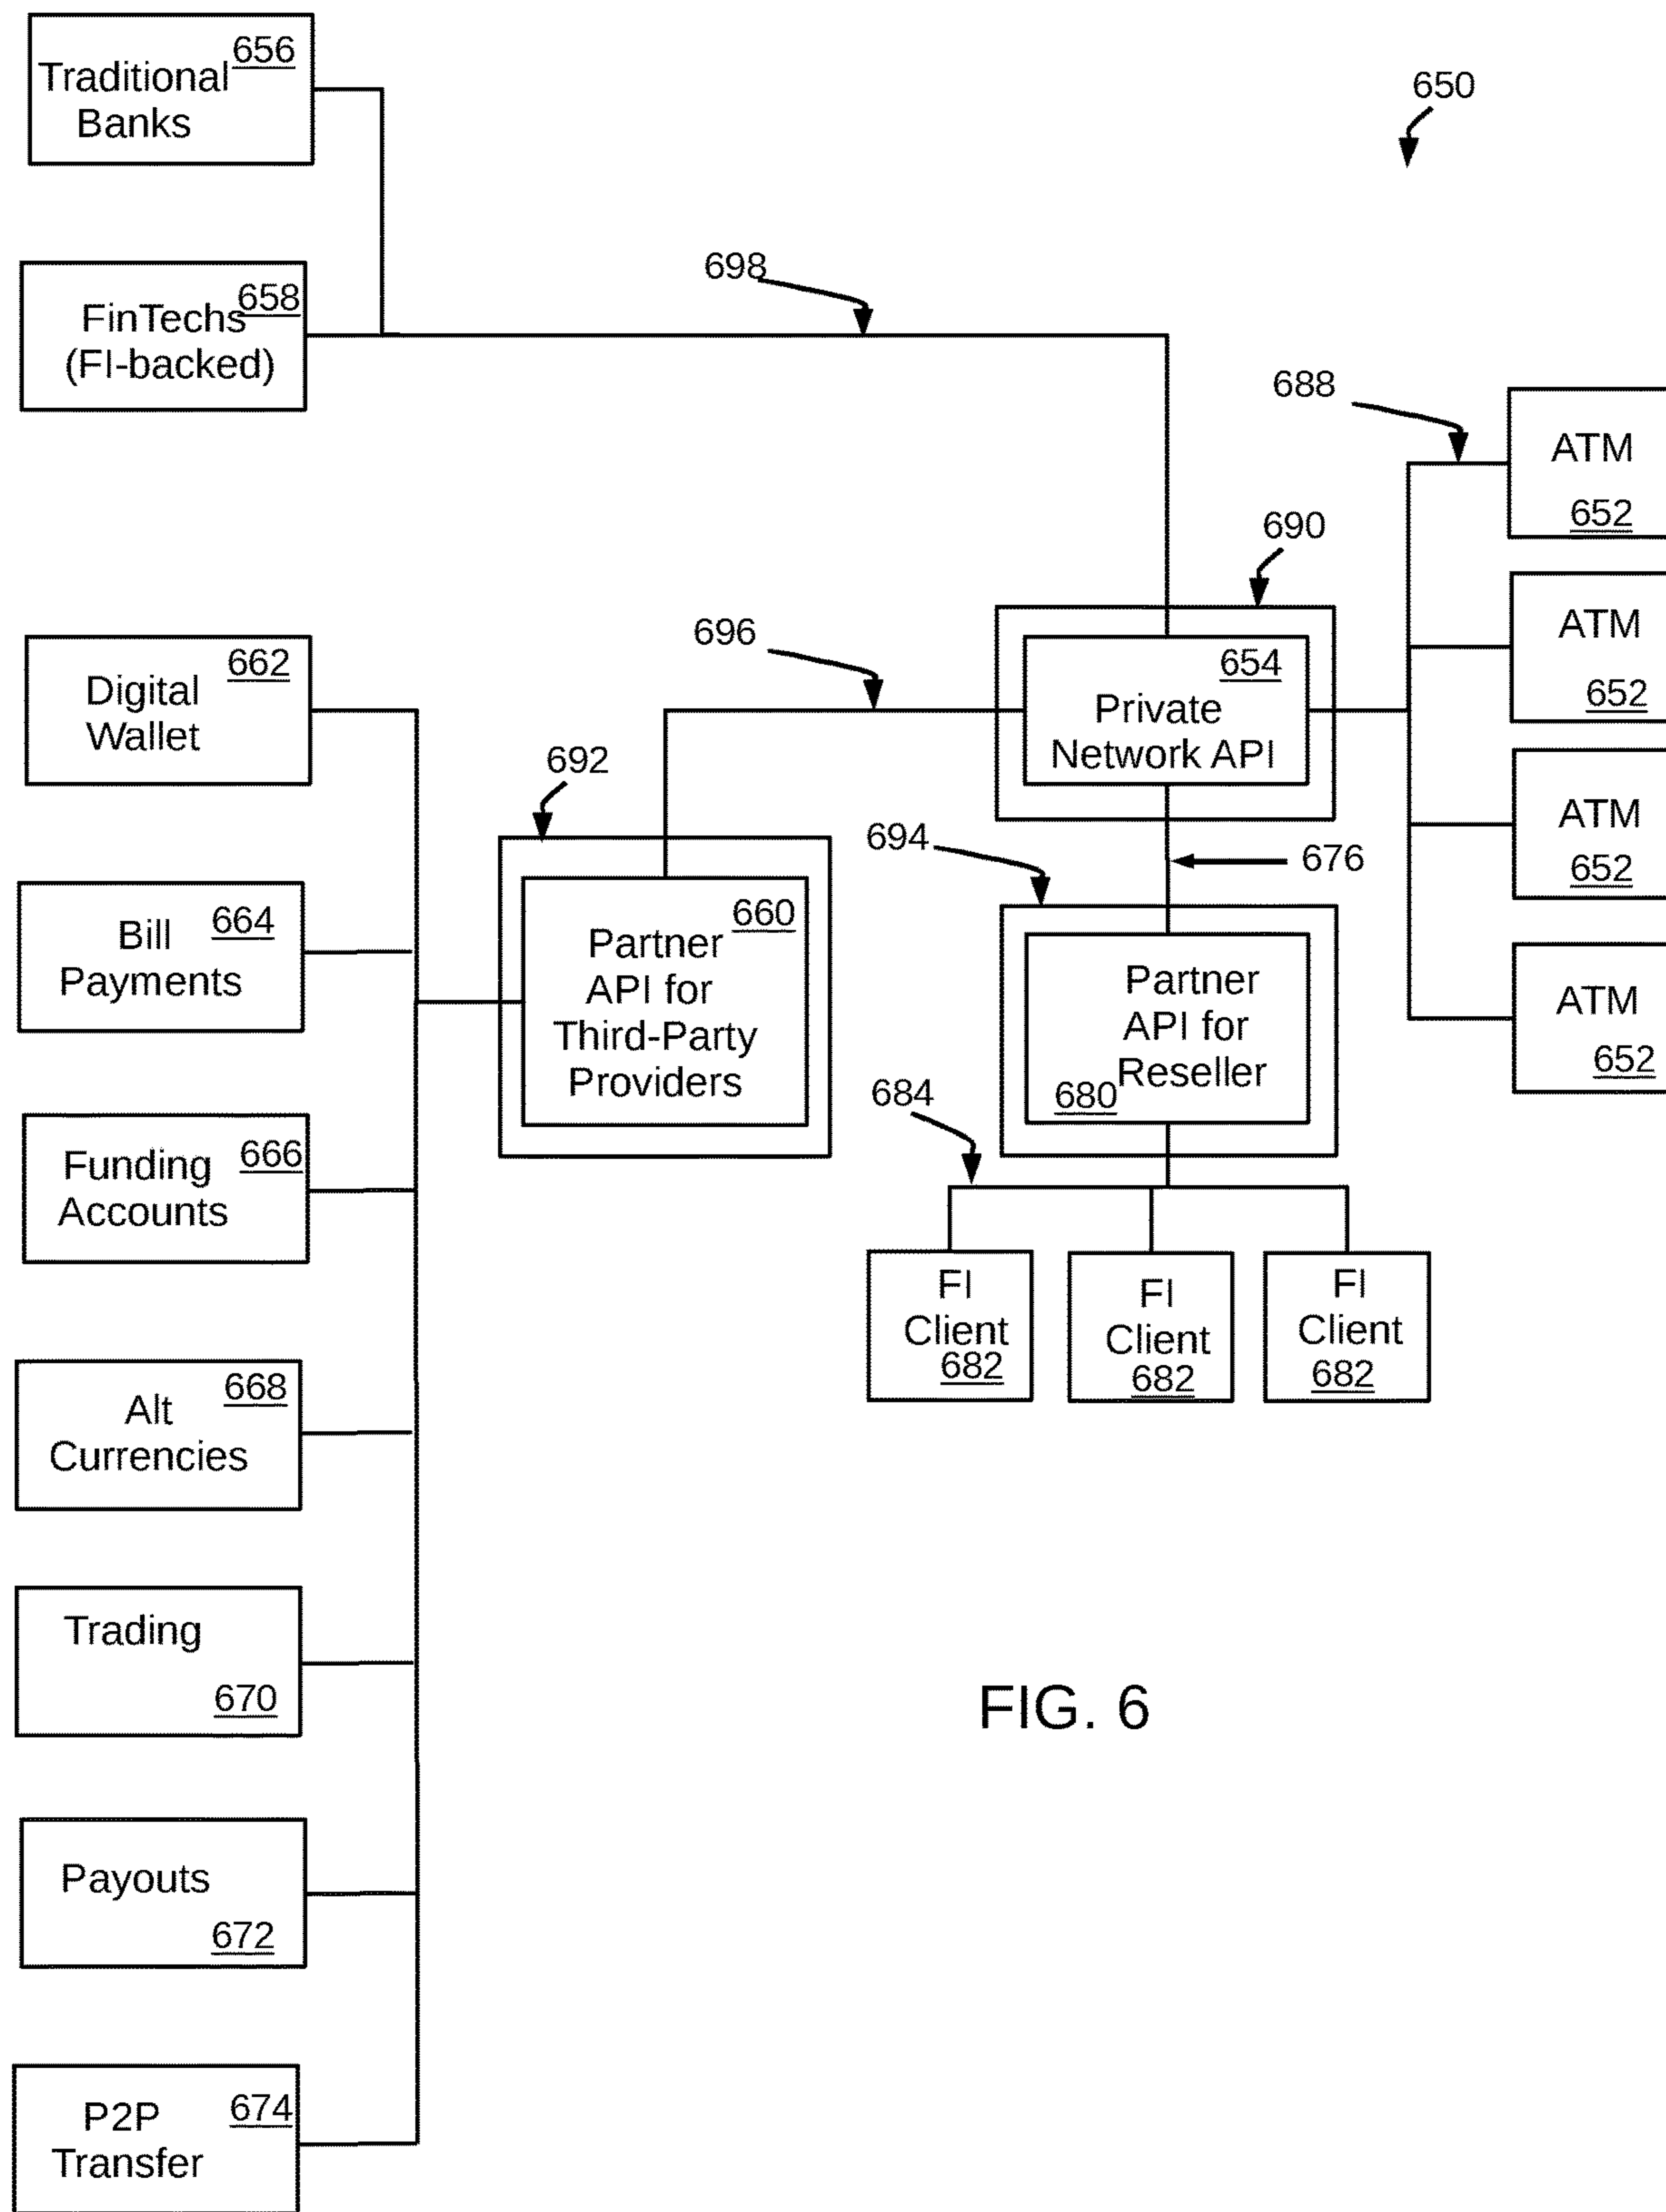 656
Traditional
Banks
650
658
FinTechs
(FI-backed)
698
688
ATM
652
690
ATM
652
696
654
Private
Network API
662
Digital
Wallet
692
ATM
652
694
676
664
Bill
Payments
660
Partner
API for
Third-Party
Providers
Partner
API for
Reseller
680
ATM
652
684
666
Funding
Accounts
FI
Client
682
FI
Client
682
FI
Client
682
668
Alt
Currencies
Trading
670
FIG. 6
Payouts
672
674
P2P
Transfer